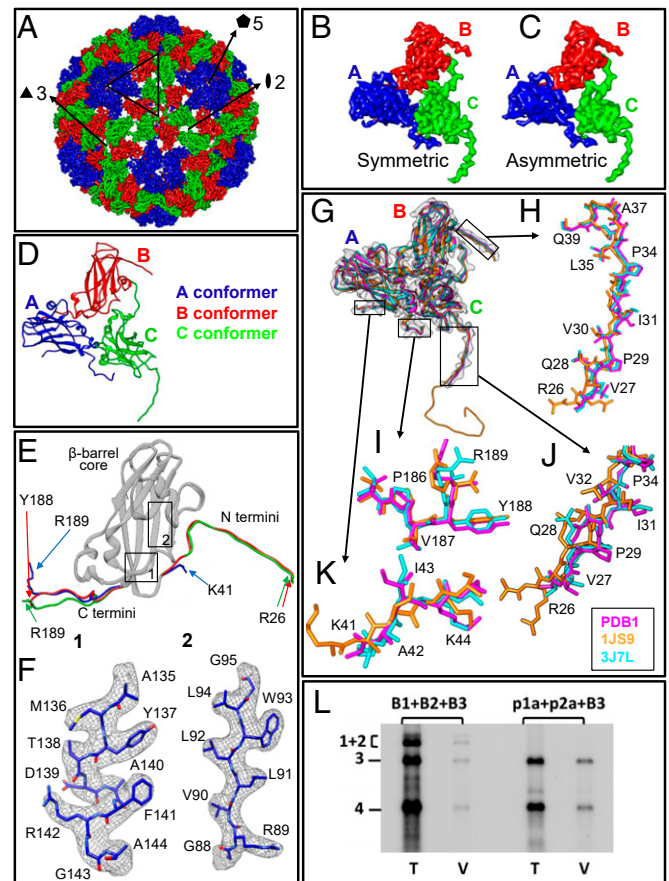 A
5
3
2
B
B
A
C
Symmetric
C
B
A
C
Asymmetric
D
B
A
C
A conformer
B conformer
C conformer
E
β-barrel
core
Y188
R189
2
1
N termini
C termini
K41
R189
R26
1
2
F
A135
M136
Y137
T138
D139
A140
F141
R142
A144
G143
G95
L94
W93
L92
L91
V90
G88
R89
G
B
A
C
H
A37
Q39
P34
L35
V30
I31
Q28
P29
R26
V27
I
R189
P186
Y188
V187
J
V32
P34
Q28
I31
P29
V27
R26
K
I43
K41
A42
K44
PDB1
1JS9
3J7L
L
B1+B2+B3
p1a+p2a+B3
1+2
3
4
T V T V